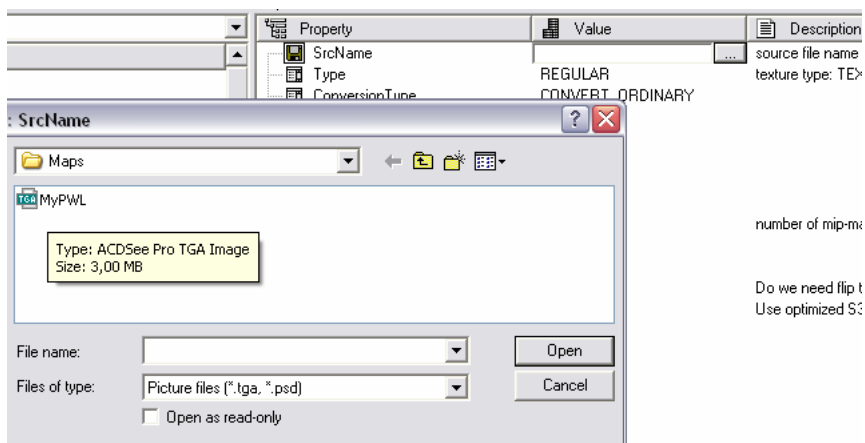 Property Value Description
SrcName ... source file name
Type REGULAR texture type: TEX
ConversionType CONVERT_ORDINARY
: SrcName
Maps
TGA MyPWL
Type: ACDSee Pro TGA Image
Size: 3,00 MB
number of mip-ma
Do we need flip t
Use optimized S3
File name: Open
Files of type: Picture files (*.tga, *.psd) Cancel
Open as read-only